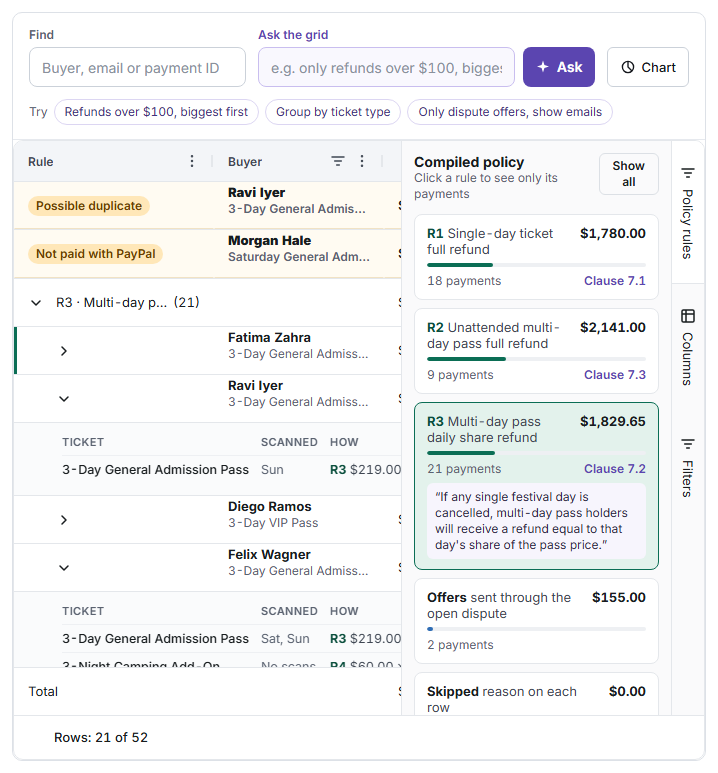 Find
Ask the grid
Buyer, email or payment ID
e.g. only refunds over $100, bigges
Ask
Chart
Try
Refunds over $100, biggest first
Group by ticket type
Only dispute offers, show emails
Rule
Buyer
Possible duplicate
Ravi Iyer
3-Day General Admis...
Not paid with PayPal
Morgan Hale
Saturday General Adm...
R3 · Multi-day p... (21)
Fatima Zahra
3-Day General Admiss...
Ravi Iyer
3-Day General Admiss...
TICKET SCANNED HOW
3-Day General Admission Pass Sun R3 $219.00
Diego Ramos
3-Day VIP Pass
Felix Wagner
3-Day General Admiss...
TICKET SCANNED HOW
3-Day General Admission Pass Sat, Sun R3 $219.00
3-Night Camping Add-On No scans R4 $60.00
Total
Rows: 21 of 52
Compiled policy
Click a rule to see only its
payments
Show
all
R1 Single-day ticket $1,780.00
full refund
18 payments Clause 7.1
R2 Unattended multi- $2,141.00
day pass full refund
9 payments Clause 7.3
R3 Multi-day pass $1,829.65
daily share refund
21 payments Clause 7.2
“If any single festival day is
cancelled, multi-day pass holders
will receive a refund equal to that
day's share of the pass price.”
Offers sent through the $155.00
open dispute
2 payments
Skipped reason on each $0.00
row
Policy rules
Columns
Filters